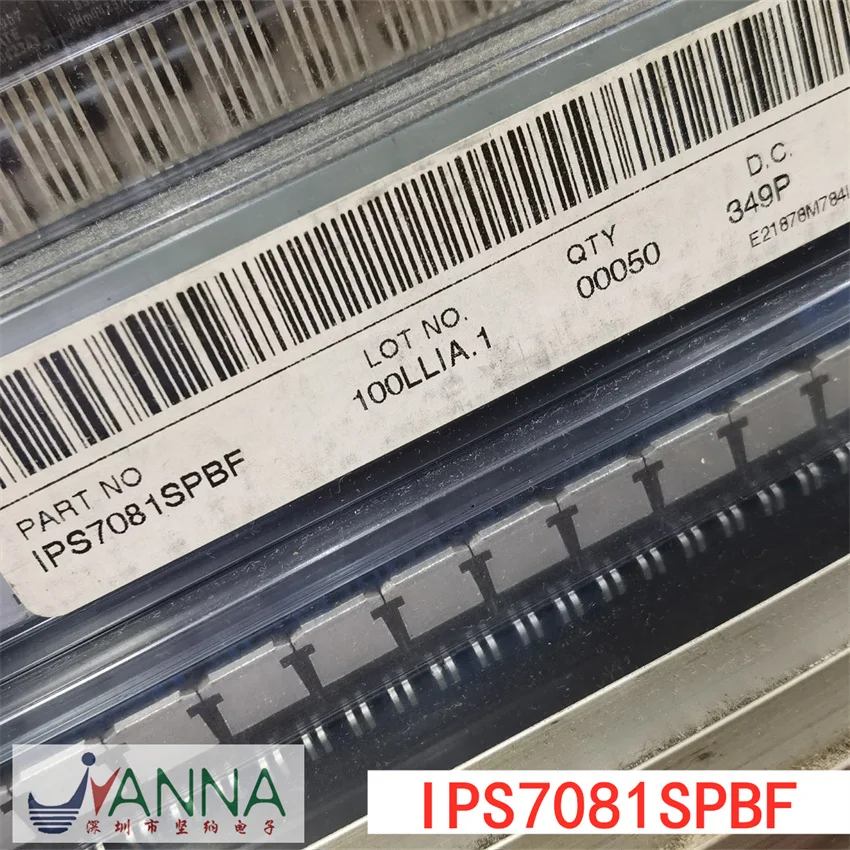 D.C.
349P
E21878M784
QTY
00050
LOT NO.
100LLIA.1
PART NO
IPS7081SPBF
JYANNA
深圳市坚纳电子
IPS7081SPBF